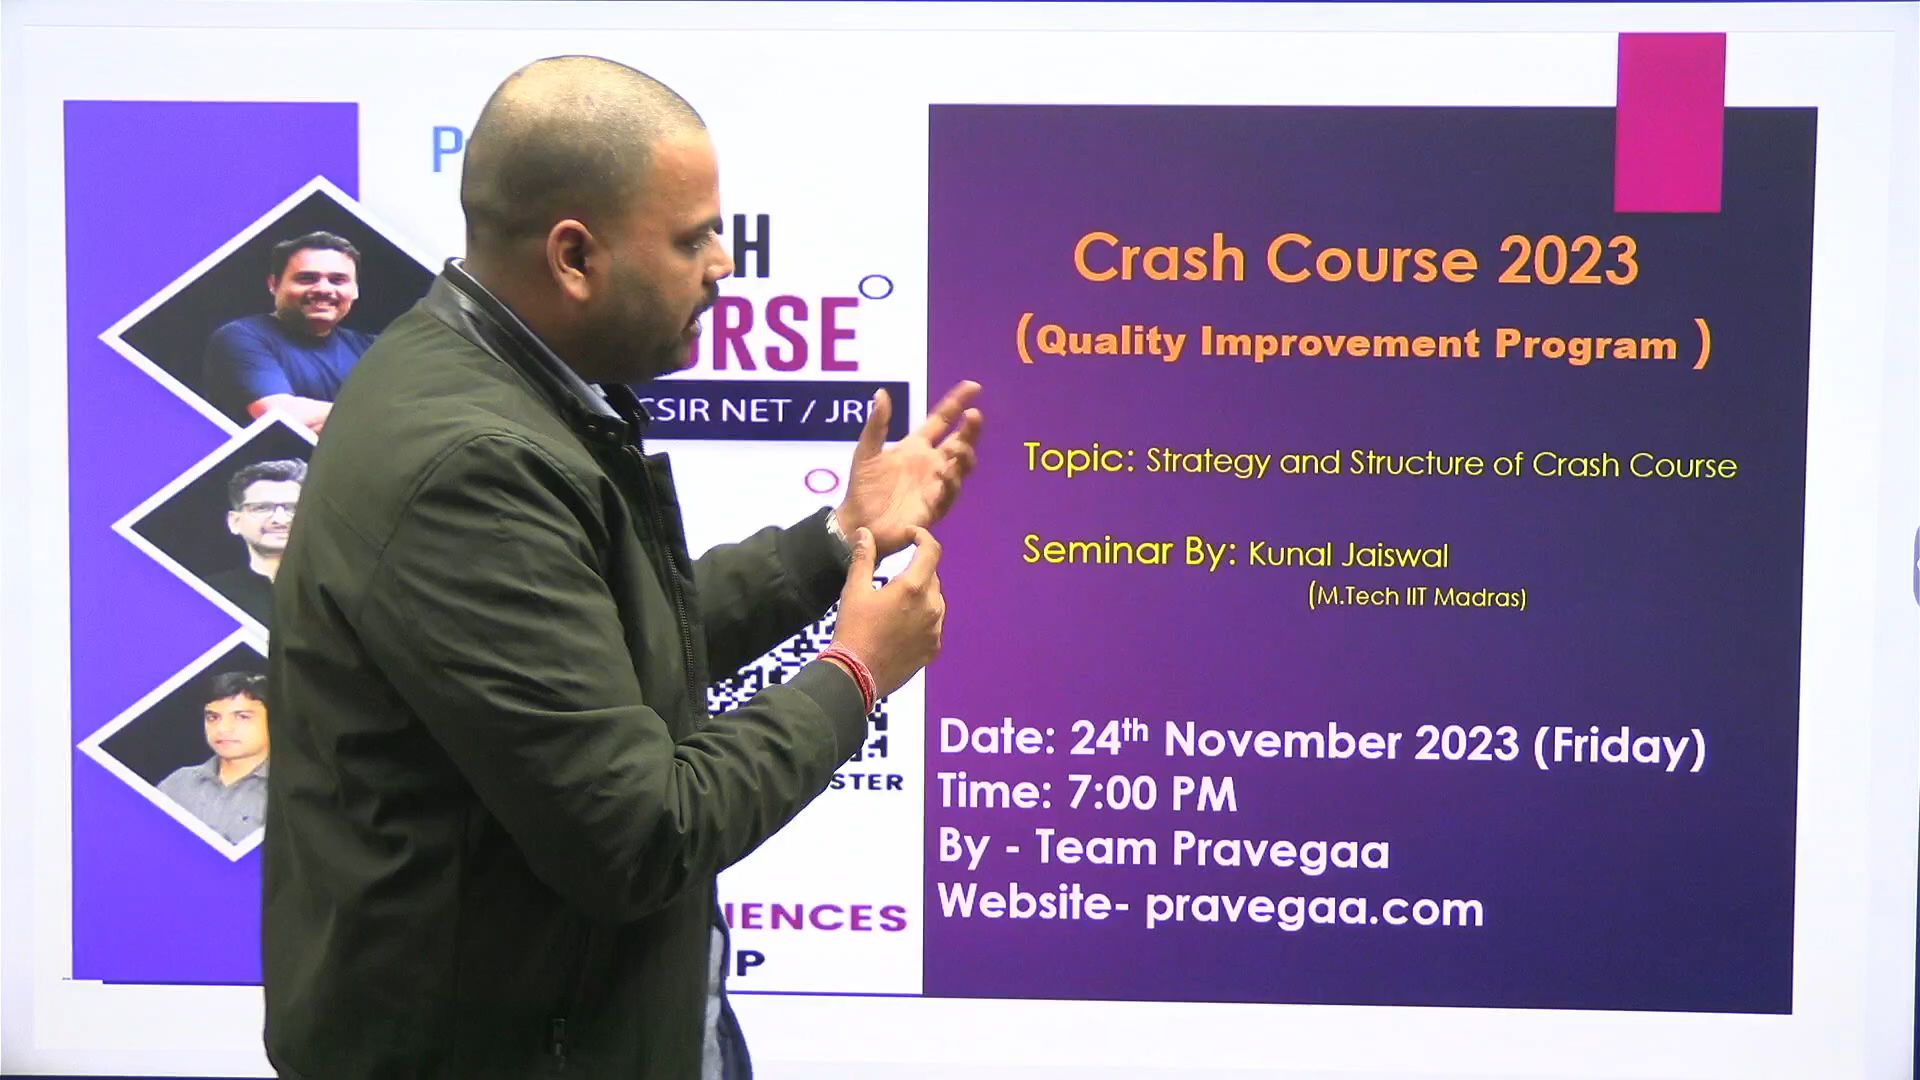 H
RSE
CSIR NET / JR
STER
IENCES
IP
Crash Course 2023
(Quality Improvement Program )
Topic: Strategy and Structure of Crash Course
Seminar By: Kunal Jaiswal
(M.Tech IIT Madras)
Date: 24th November 2023 (Friday)
Time: 7:00 PM
By - Team Pravegaa
Website- pravegaa.com